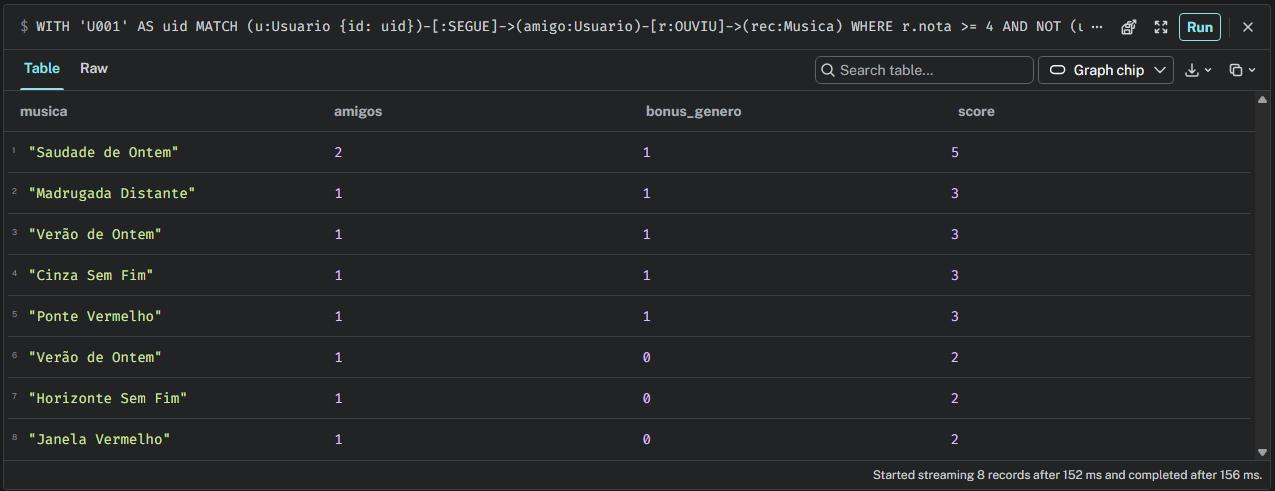 $ WITH 'U001' AS uid MATCH (u:Usuario {id: uid})-[:SEGUE]->(amigo:Usuario)-[r:OUVIU]->(rec:Musica) WHERE r.nota >= 4 AND NOT (u ··· Run
Table Raw Search table... Graph chip
musica amigos bonus_genero score
1 "Saudade de Ontem" 2 1 5
2 "Madrugada Distante" 1 1 3
3 "Verão de Ontem" 1 1 3
4 "Cinza Sem Fim" 1 1 3
5 "Ponte Vermelho" 1 1 3
6 "Verão de Ontem" 1 0 2
7 "Horizonte Sem Fim" 1 0 2
8 "Janela Vermelho" 1 0 2
Started streaming 8 records after 152 ms and completed after 156 ms.